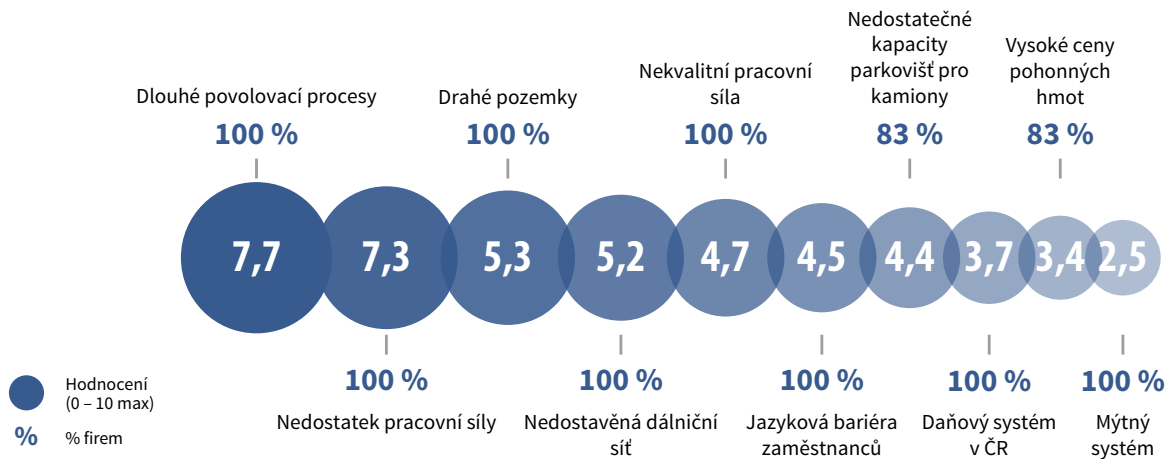 Dlouhé povolovací procesy
100 %
Drahé pozemky
100 %
Nekvalitní pracovní
síla
100 %
Nedostatečné
kapacity
parkovišť pro
kamiony
83 %
Vysoké ceny
pohonných
hmot
83 %
7,7
7,3
5,3
5,2
4,7
4,5
4,4
3,7
3,4
2,5
100 %
Nedostatek pracovní síly
100 %
Nedostavěná dálniční
síť
100 %
Jazyková bariéra
zaměstnanců
100 %
Daňový systém
v ČR
100 %
Mýtný
systém
Hodnocení
(0 – 10 max)
% % firem